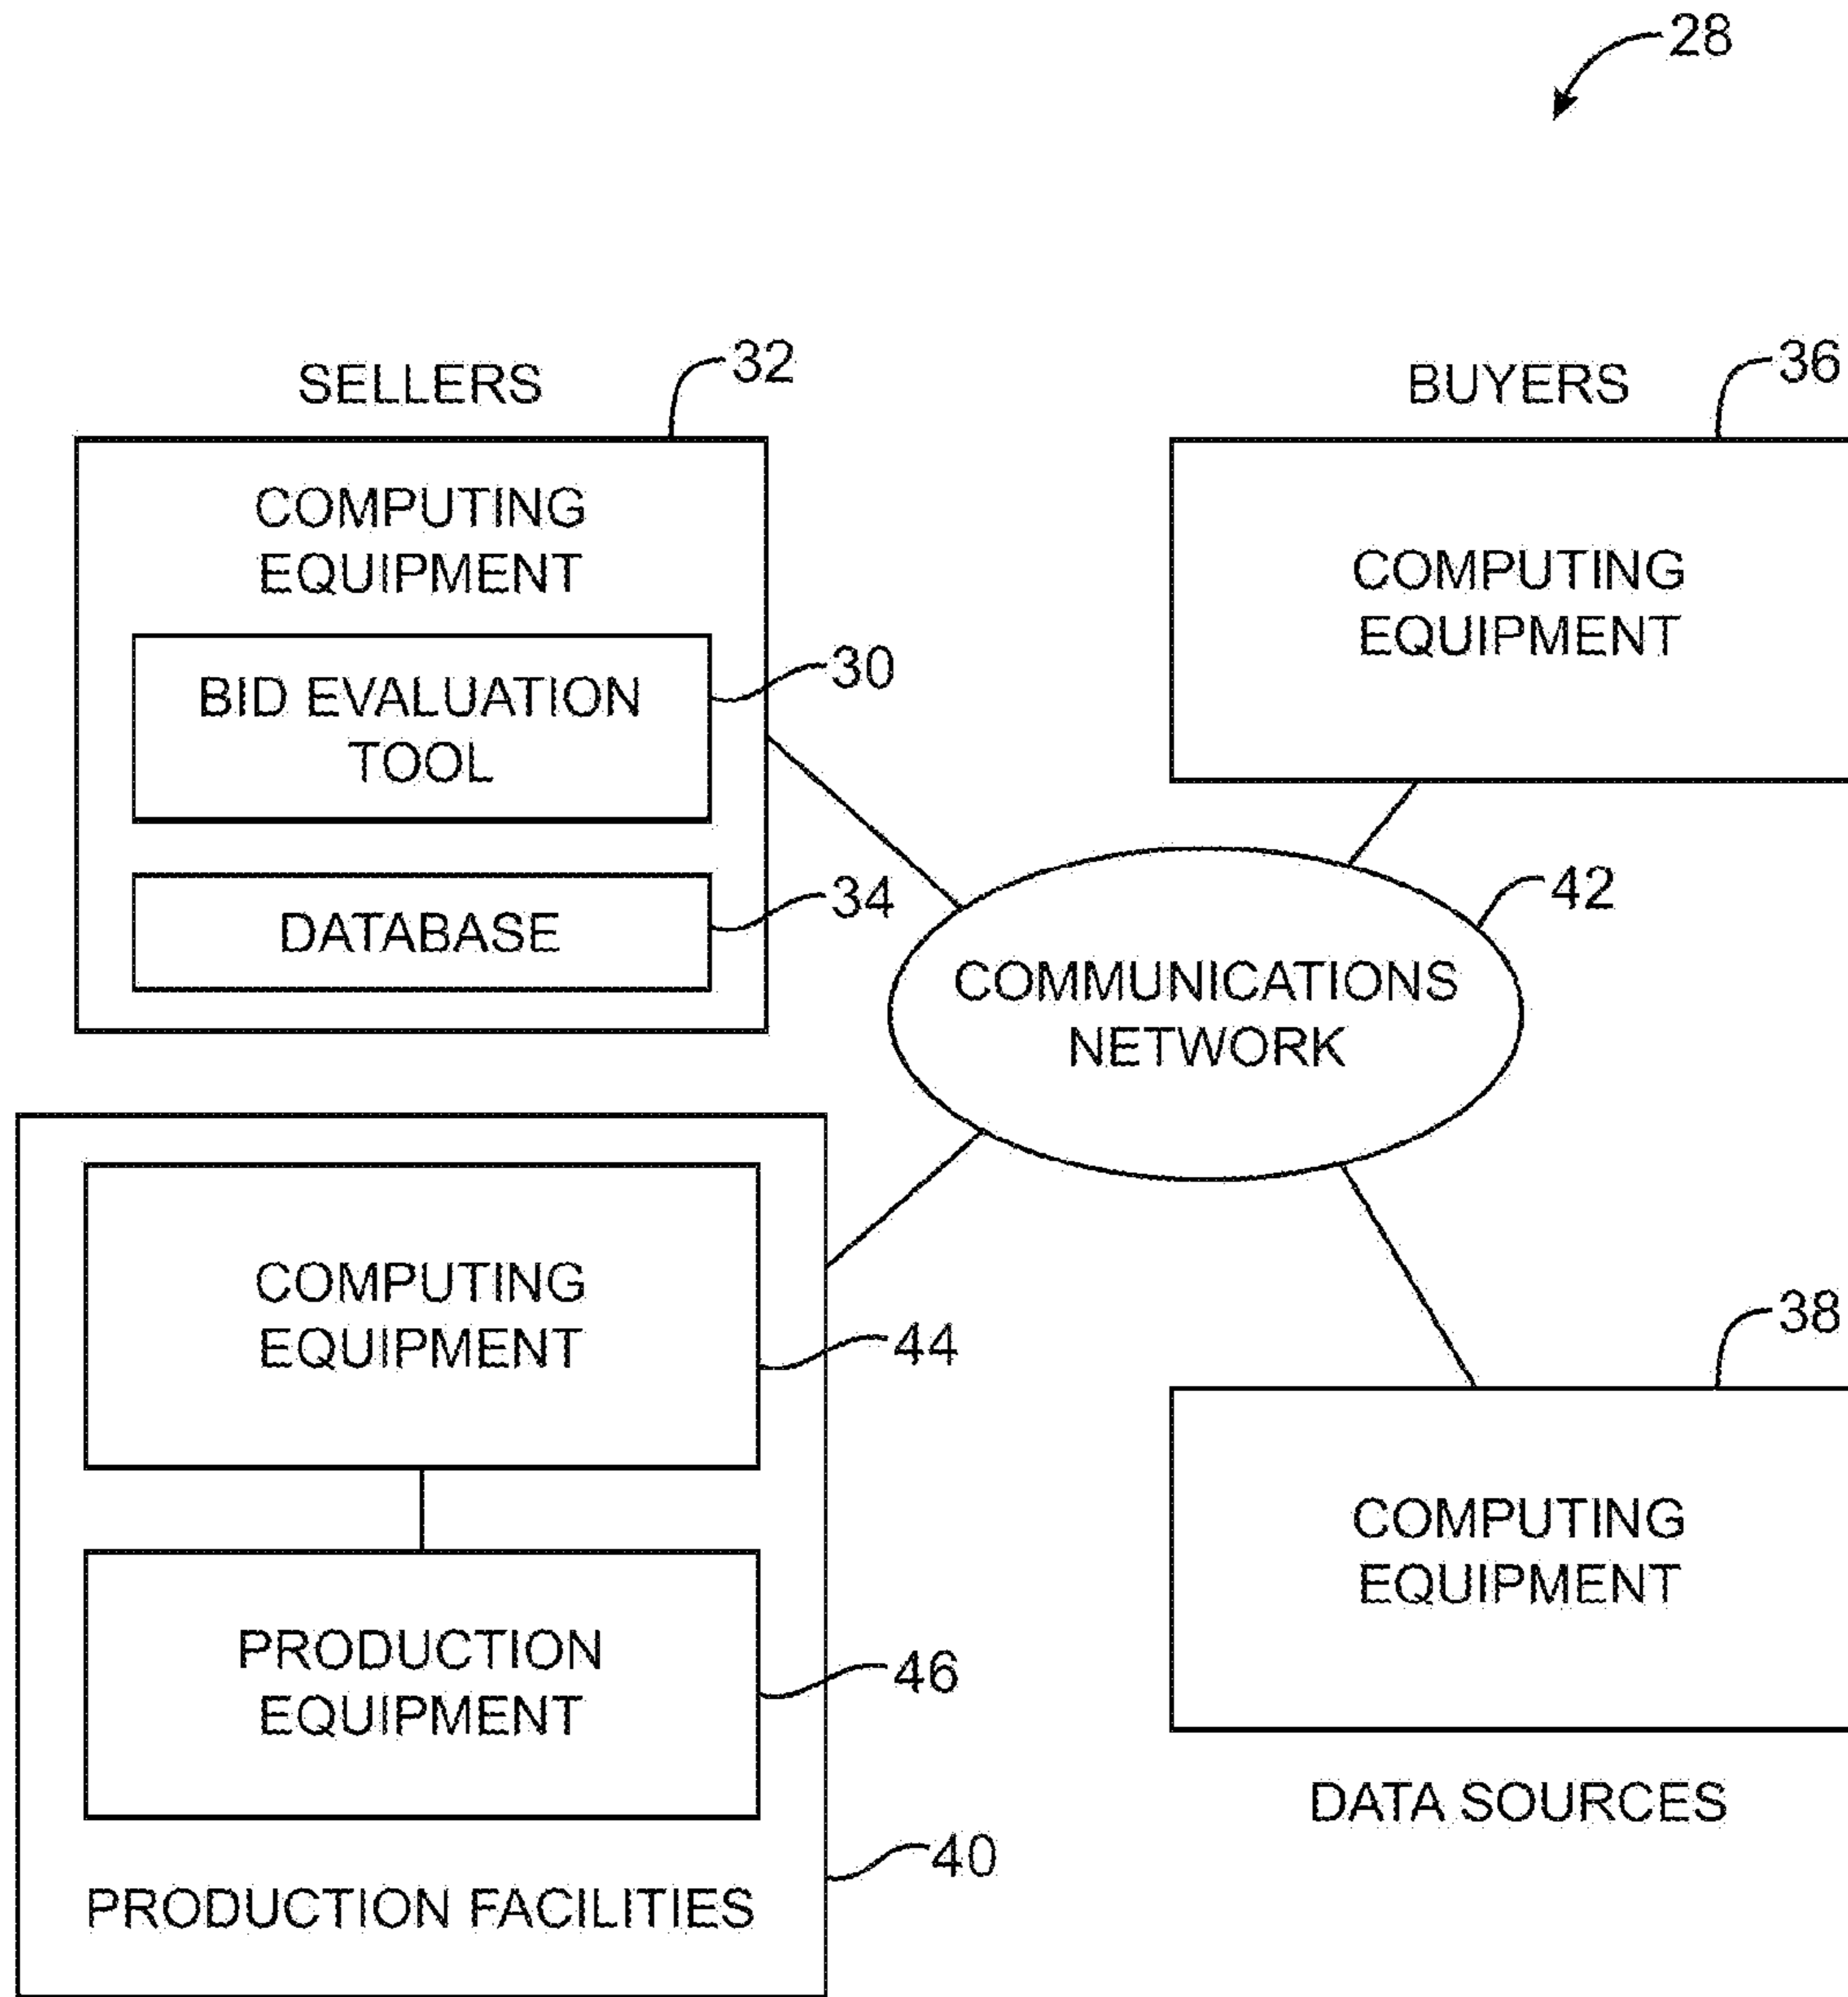 28
SELLERS
32
COMPUTING
EQUIPMENT
BID EVALUATION
TOOL
30
DATABASE
34
BUYERS
36
COMPUTING
EQUIPMENT
COMMUNICATIONS
NETWORK
42
COMPUTING
EQUIPMENT
44
PRODUCTION
EQUIPMENT
46
PRODUCTION FACILITIES
40
38
COMPUTING
EQUIPMENT
DATA SOURCES